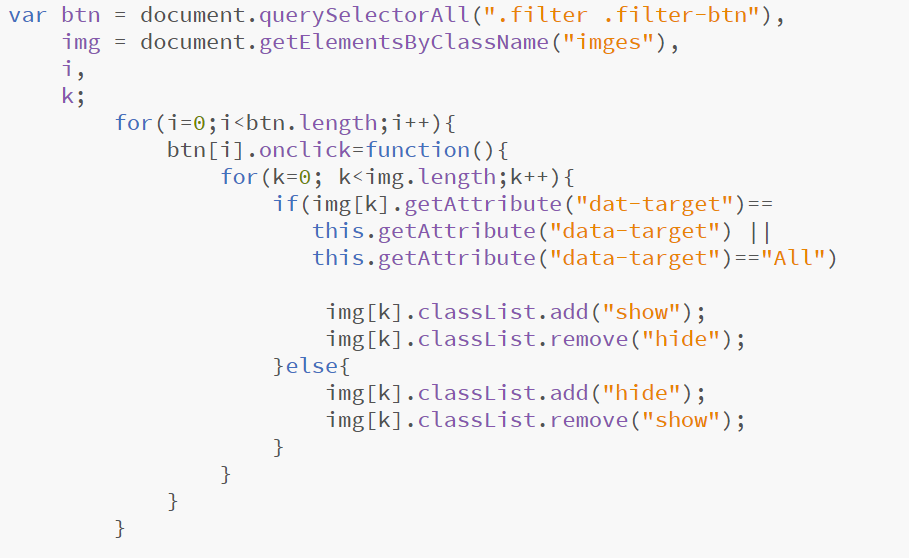 var btn = document.querySelectorAll(".filter .filter-btn"),
    img = document.getElementsByClassName("imges"),
    i,
    k;
        for(i=0;i<btn.length;i++){
            btn[i].onclick=function(){
                for(k=0; k<img.length;k++){
                    if(img[k].getAttribute("dat-target")==
                       this.getAttribute("data-target") ||
                       this.getAttribute("data-target")=="All")
                        img[k].classList.add("show");
                        img[k].classList.remove("hide");
                    }else{
                        img[k].classList.add("hide");
                        img[k].classList.remove("show");
                    }
                }
            }
        }